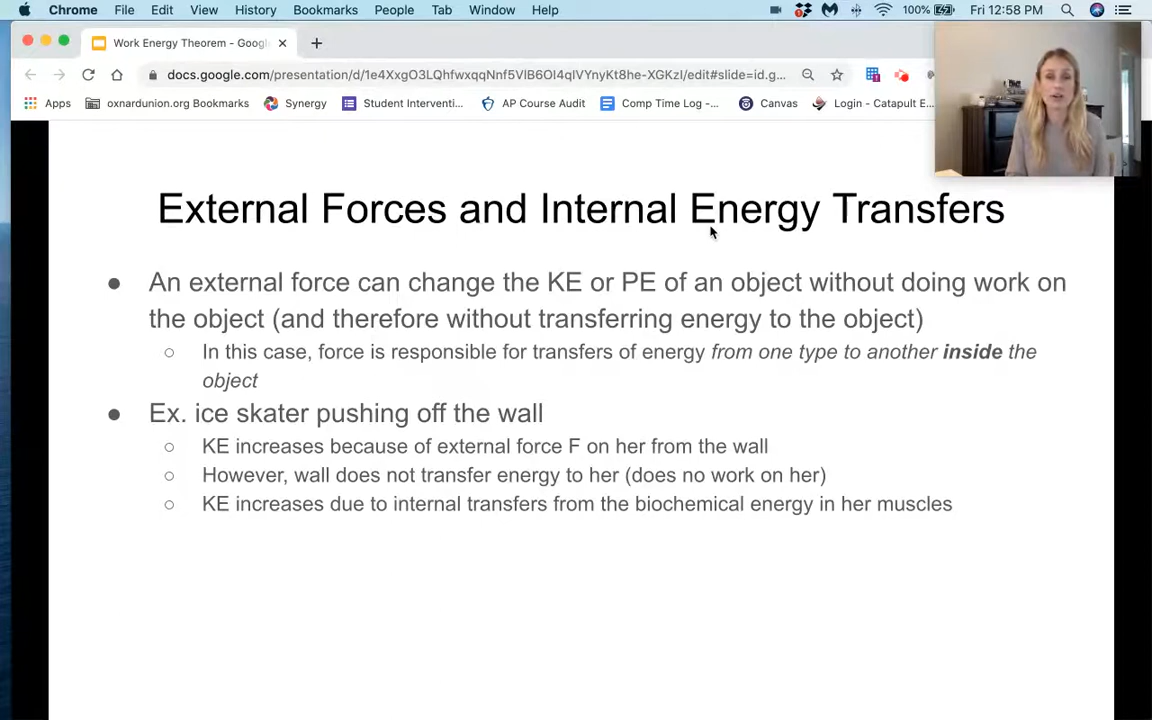 Chrome File Edit View History Bookmarks People Tab Window Help 100% Fri 12:58 PM
Work Energy Theorem - Googl
docs.google.com/presentation/d/1e4XxgO3LQhfwxqqNnf5VlB6OI4qIVYnyKt8he-XGKzI/edit#slide=id.g...
Apps oxnardunion.org Bookmarks Synergy Student Interventi... AP Course Audit Comp Time Log -... Canvas Login - Catapult E...
External Forces and Internal Energy Transfers
● An external force can change the KE or PE of an object without doing work on
the object (and therefore without transferring energy to the object)
○ In this case, force is responsible for transfers of energy from one type to another inside the
object
● Ex. ice skater pushing off the wall
○ KE increases because of external force F on her from the wall
○ However, wall does not transfer energy to her (does no work on her)
○ KE increases due to internal transfers from the biochemical energy in her muscles